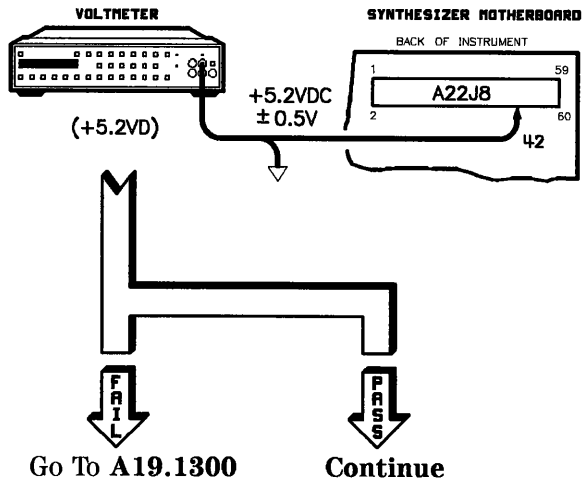 VOLTMETER
SYNTHESIZER MOTHERBOARD
BACK OF INSTRUMENT
1
59
A22J8
2
60
42
+5.2VDC
± 0.5V
(+5.2VD)
FAIL
PASS
Go To A19.1300
Continue